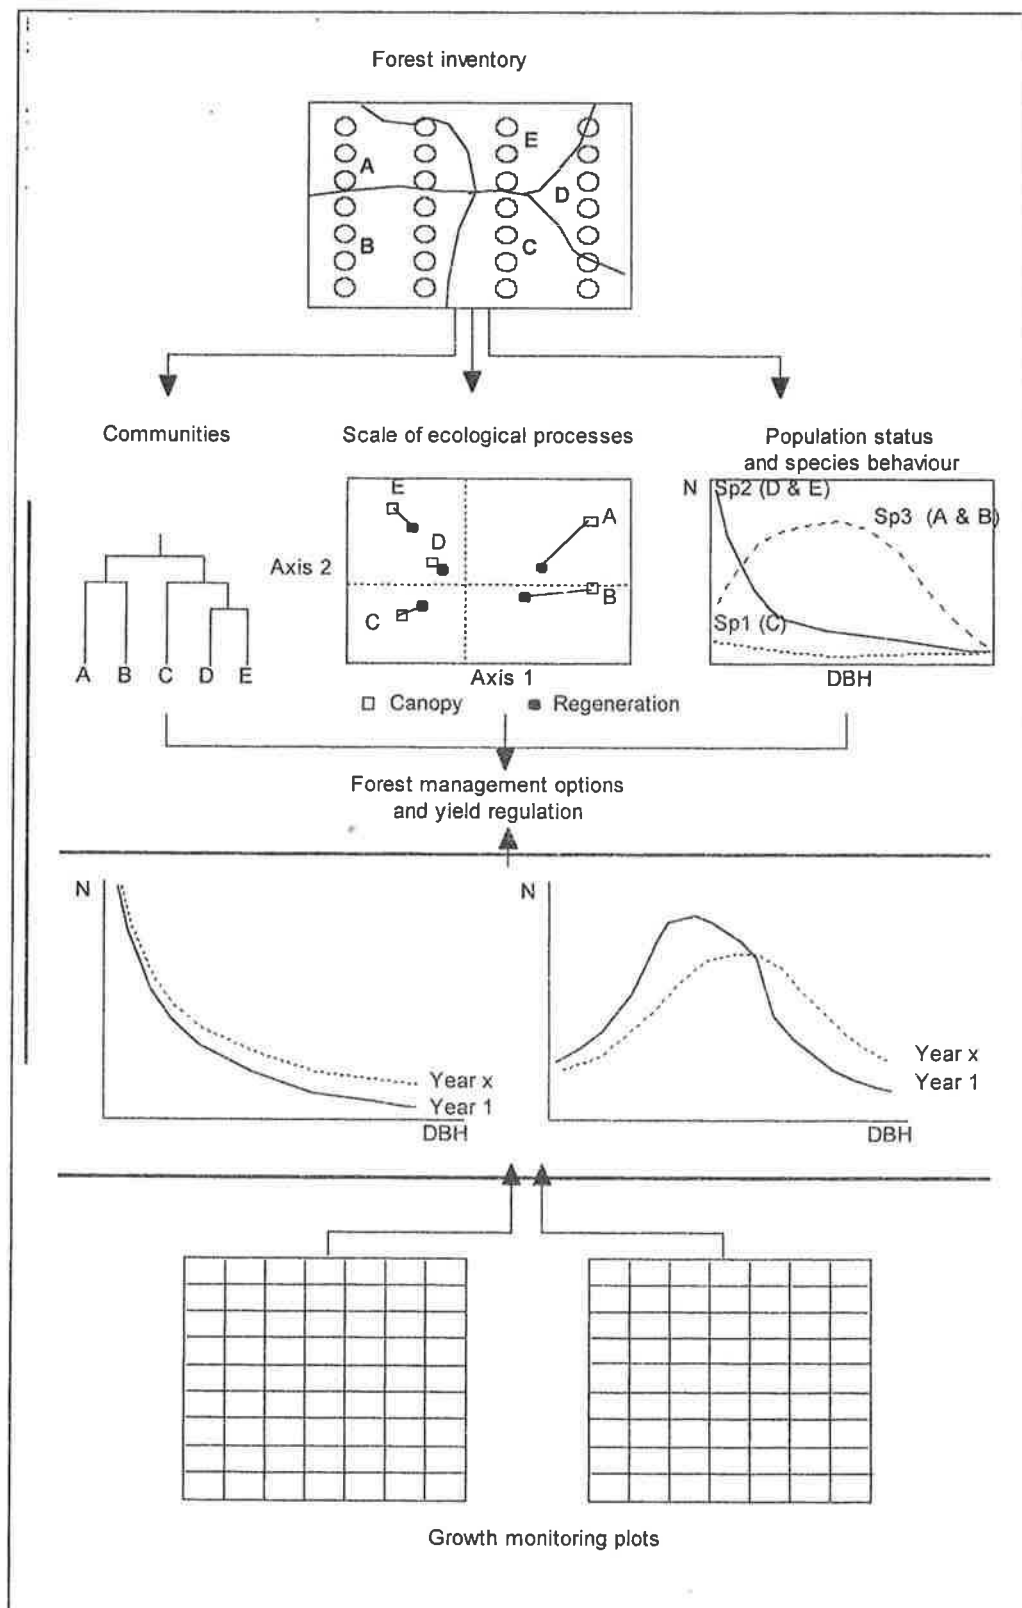 Forest inventory
A
B
E
D
C
Communities
Scale of ecological processes
Population status
and species behaviour
A B C D E
Axis 2
E
D
C
A
B
Axis 1
□ Canopy ■ Regeneration
N
Sp2 (D & E)
Sp3 (A & B)
Sp1 (C)
DBH
Forest management options
and yield regulation
N
Year x
Year 1
DBH
N
Year x
Year 1
DBH
Growth monitoring plots